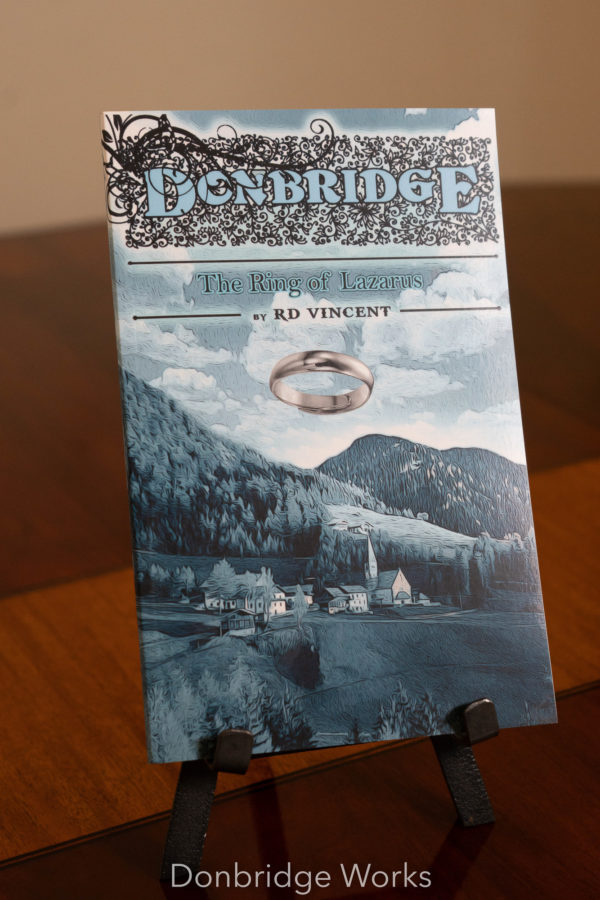 DONBRIDGE
The Ring of Lazarus
BY RD VINCENT
Donbridge Works